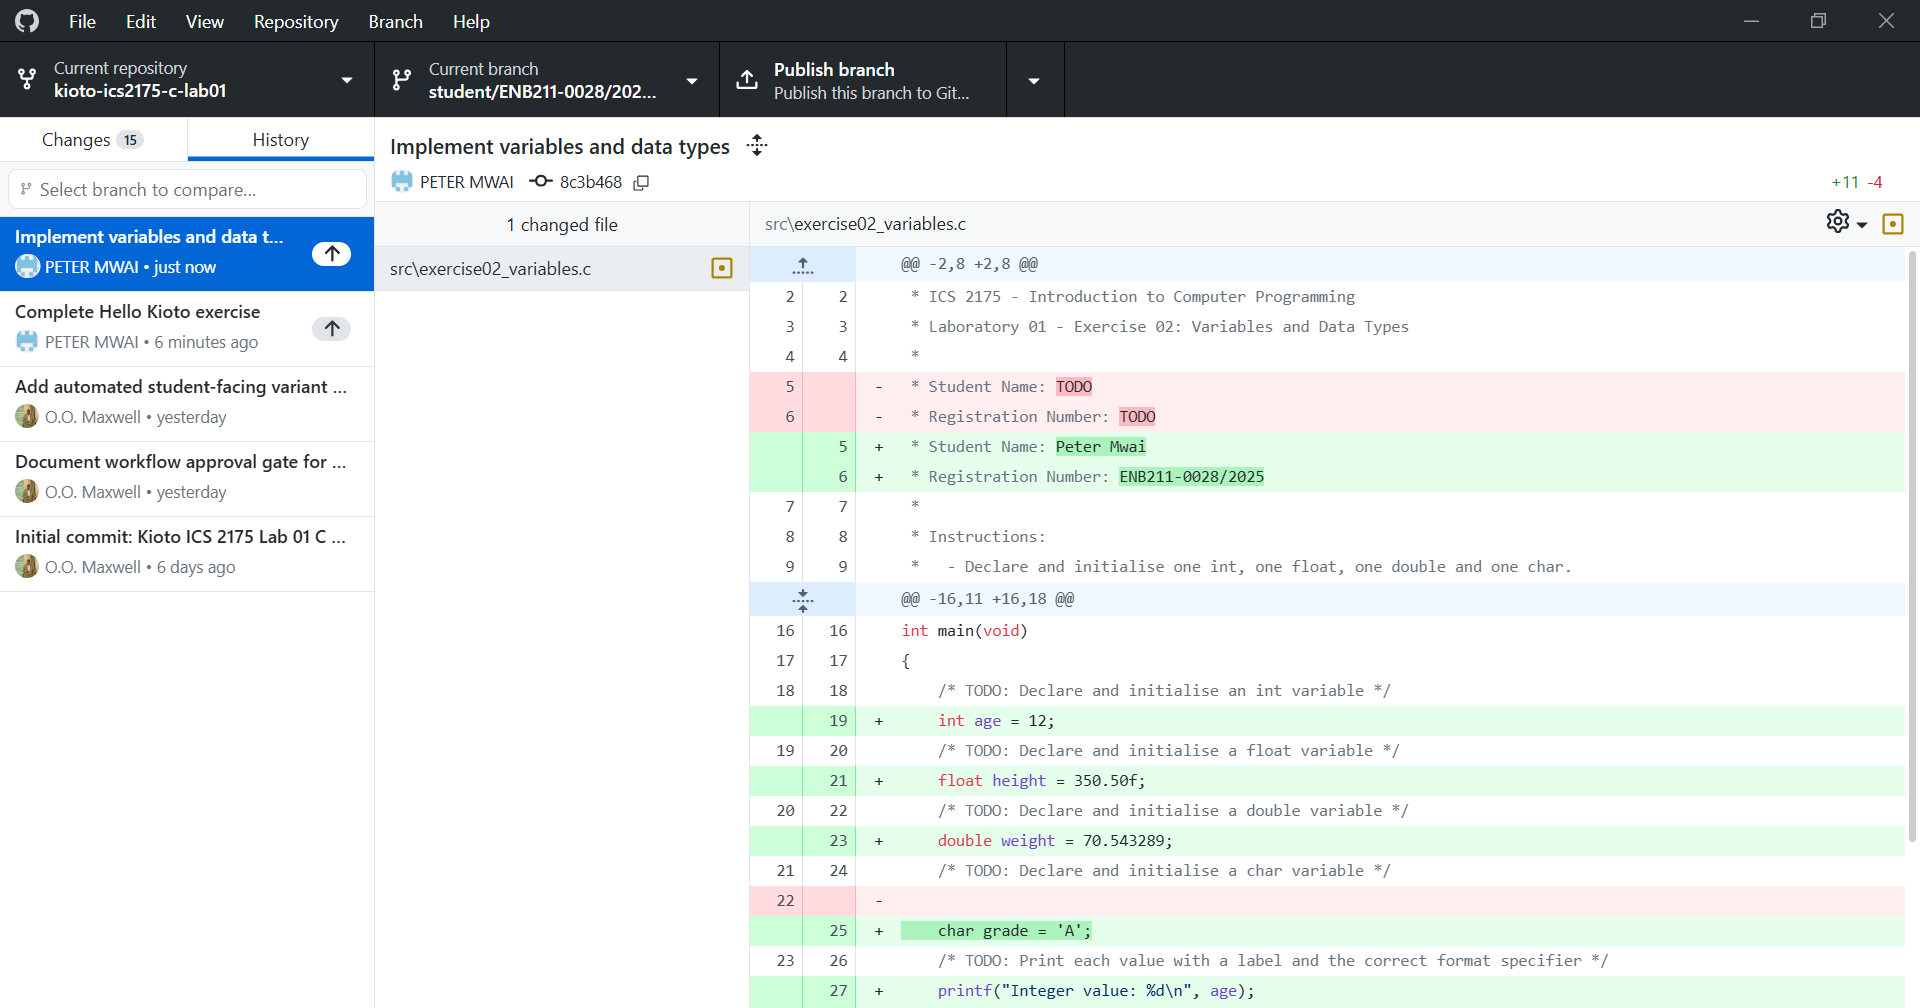 File Edit View Repository Branch Help
Current repository
kioto-ics2175-c-lab01
Current branch
student/ENB211-0028/202...
Publish branch
Publish this branch to Git...
Changes 15
History
Select branch to compare...
Implement variables and data t...
PETER MWAI • just now
Complete Hello Kioto exercise
PETER MWAI • 6 minutes ago
Add automated student-facing variant ...
O.O. Maxwell • yesterday
Document workflow approval gate for ...
O.O. Maxwell • yesterday
Initial commit: Kioto ICS 2175 Lab 01 C ...
O.O. Maxwell • 6 days ago
Implement variables and data types
PETER MWAI 8c3b468
+11 -4
1 changed file
src\exercise02_variables.c
src\exercise02_variables.c
@@ -2,8 +2,8 @@
2 2 * ICS 2175 - Introduction to Computer Programming
3 3 * Laboratory 01 - Exercise 02: Variables and Data Types
4 4 *
5 - * Student Name: TODO
6 - * Registration Number: TODO
5 + * Student Name: Peter Mwai
6 + * Registration Number: ENB211-0028/2025
7 7 *
8 8 * Instructions:
9 9 * - Declare and initialise one int, one float, one double and one char.
@@ -16,11 +16,18 @@
16 16 int main(void)
17 17 {
18 18 /* TODO: Declare and initialise an int variable */
19 + int age = 12;
19 20 /* TODO: Declare and initialise a float variable */
21 + float height = 350.50f;
20 22 /* TODO: Declare and initialise a double variable */
23 + double weight = 70.543289;
21 24 /* TODO: Declare and initialise a char variable */
22 -
25 + char grade = 'A';
23 26 /* TODO: Print each value with a label and the correct format specifier */
27 + printf("Integer value: %d\n", age);